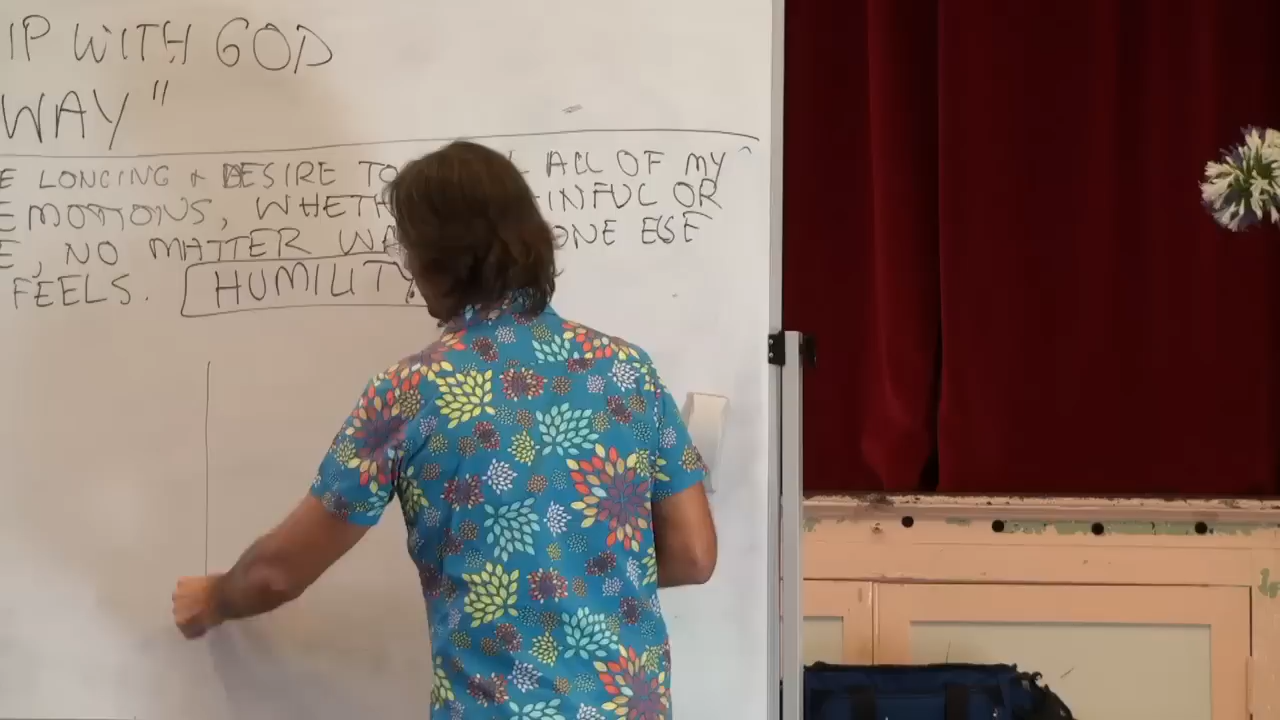 IP WITH GOD
WAY"
E LONGING & DESIRE TO ALL OF MY
EMOTIONS, WHETH INFUL OR
E, NO MATTER WA ONE ELSE
FEELS. HUMILITY